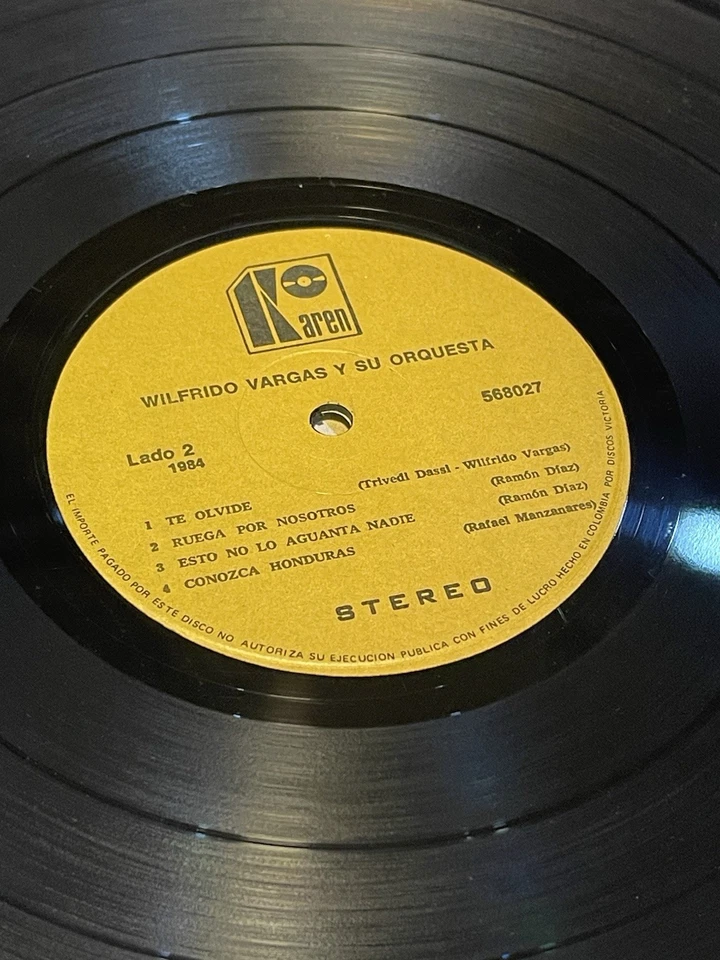 Karen
WILFRIDO VARGAS Y SU ORQUESTA
568027
Lado 2
1984
(Trivedi Dasal - Wilfrido Vargas)
1 TE OLVIDE (Ramón Díaz)
2 RUEGA POR NOSOTROS (Ramón Díaz)
3 ESTO NO LO AGUANTA NADIE (Rafael Manzanares)
4 CONOZCA HONDURAS
STEREO
EL IMPORTE PAGADO POR ESTE DISCO NO AUTORIZA SU EJECUCION PUBLICA CON FINES DE LUCRO HECHO EN COLOMBIA POR DISCOS VICTORIA